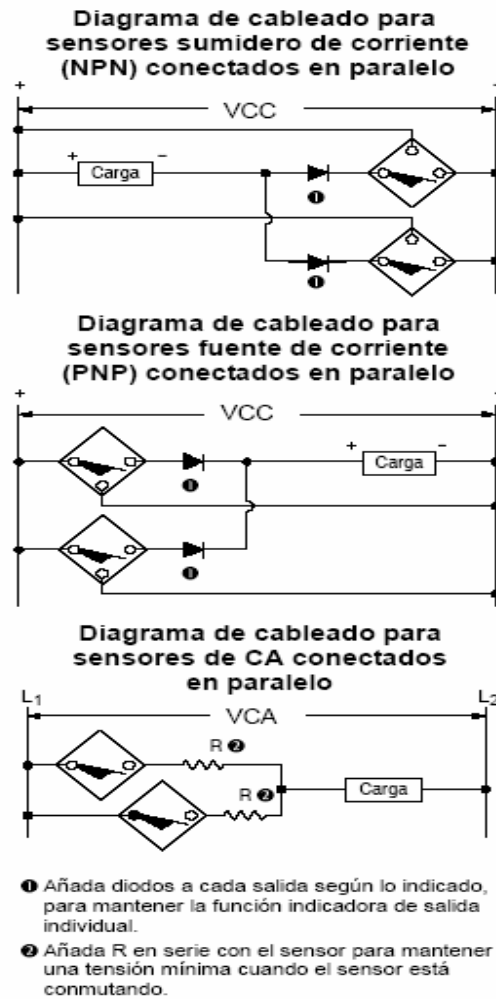 Diagrama de cableado para
sensores sumidero de corriente
(NPN) conectados en paralelo
+ -
VCC
+ -
Carga
❶
❶
Diagrama de cableado para
sensores fuente de corriente
(PNP) conectados en paralelo
+ -
VCC
+ -
Carga
❶
❶
Diagrama de cableado para
sensores de CA conectados
en paralelo
L1 L2
VCA
R ❷
R ❷
Carga
❶ Añada diodos a cada salida según lo indicado,
para mantener la función indicadora de salida
individual.
❷ Añada R en serie con el sensor para mantener
una tensión mínima cuando el sensor está
conmutando.